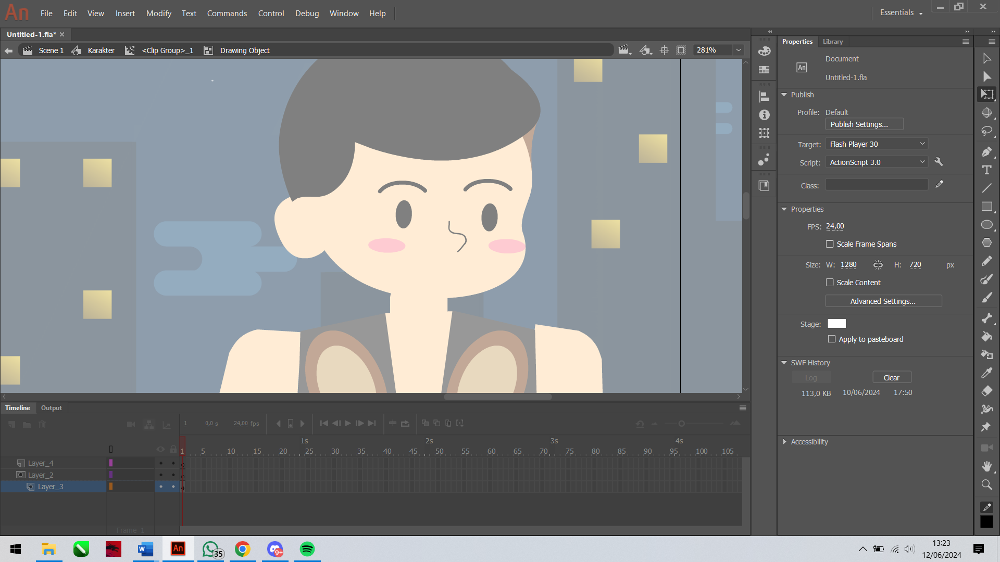 An File Edit View Insert Modify Text Commands Control Debug Window Help Essentials
Untitled-1.fla*
Scene 1 Karakter <Clip Group>_1 Drawing Object 281%
Properties Library
Document
An
Untitled-1.fla
Publish
Profile: Default
Publish Settings...
Target: Flash Player 30
Script: ActionScript 3.0
Class:
Properties
FPS: 24,00
Scale Frame Spans
Size: W: 1280 H: 720 px
Scale Content
Advanced Settings...
Stage:
Apply to pasteboard
SWF History
Log Clear
113,0 KB 10/06/2024 17:50
Accessibility
Timeline Output
1 0,0 s 24,00 fps
1s 2s 3s 4s
1 5 10 15 20 25 30 35 40 45 50 55 60 65 70 75 80 85 90 95 100 105
Layer_4
Layer_2
Layer_3
Frame 1
W An 35 9+
13:23
12/06/2024